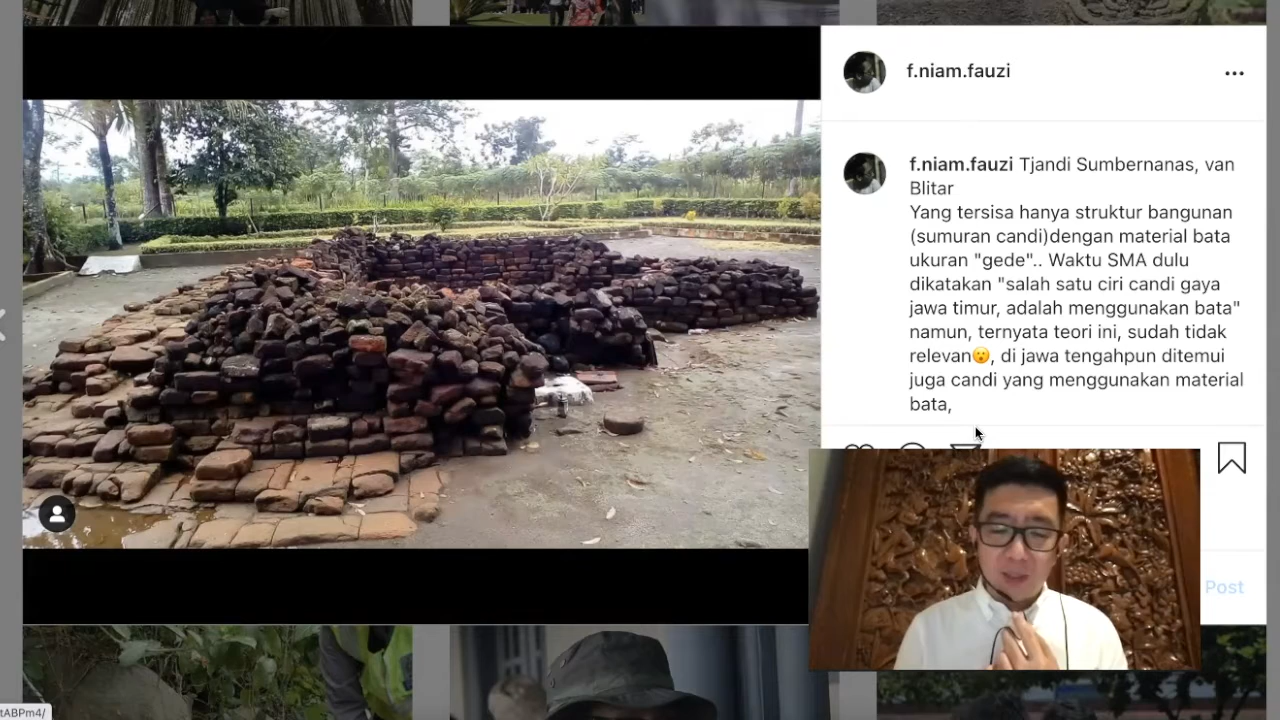 f.niam.fauzi
f.niam.fauzi Tjandi Sumbernanas, van
Blitar
Yang tersisa hanya struktur bangunan
(sumuran candi)dengan material bata
ukuran "gede".. Waktu SMA dulu
dikatakan "salah satu ciri candi gaya
jawa timur, adalah menggunakan bata"
namun, ternyata teori ini, sudah tidak
relevan😮, di jawa tengahpun ditemui
juga candi yang menggunakan material
bata,
Post
tABPm4/